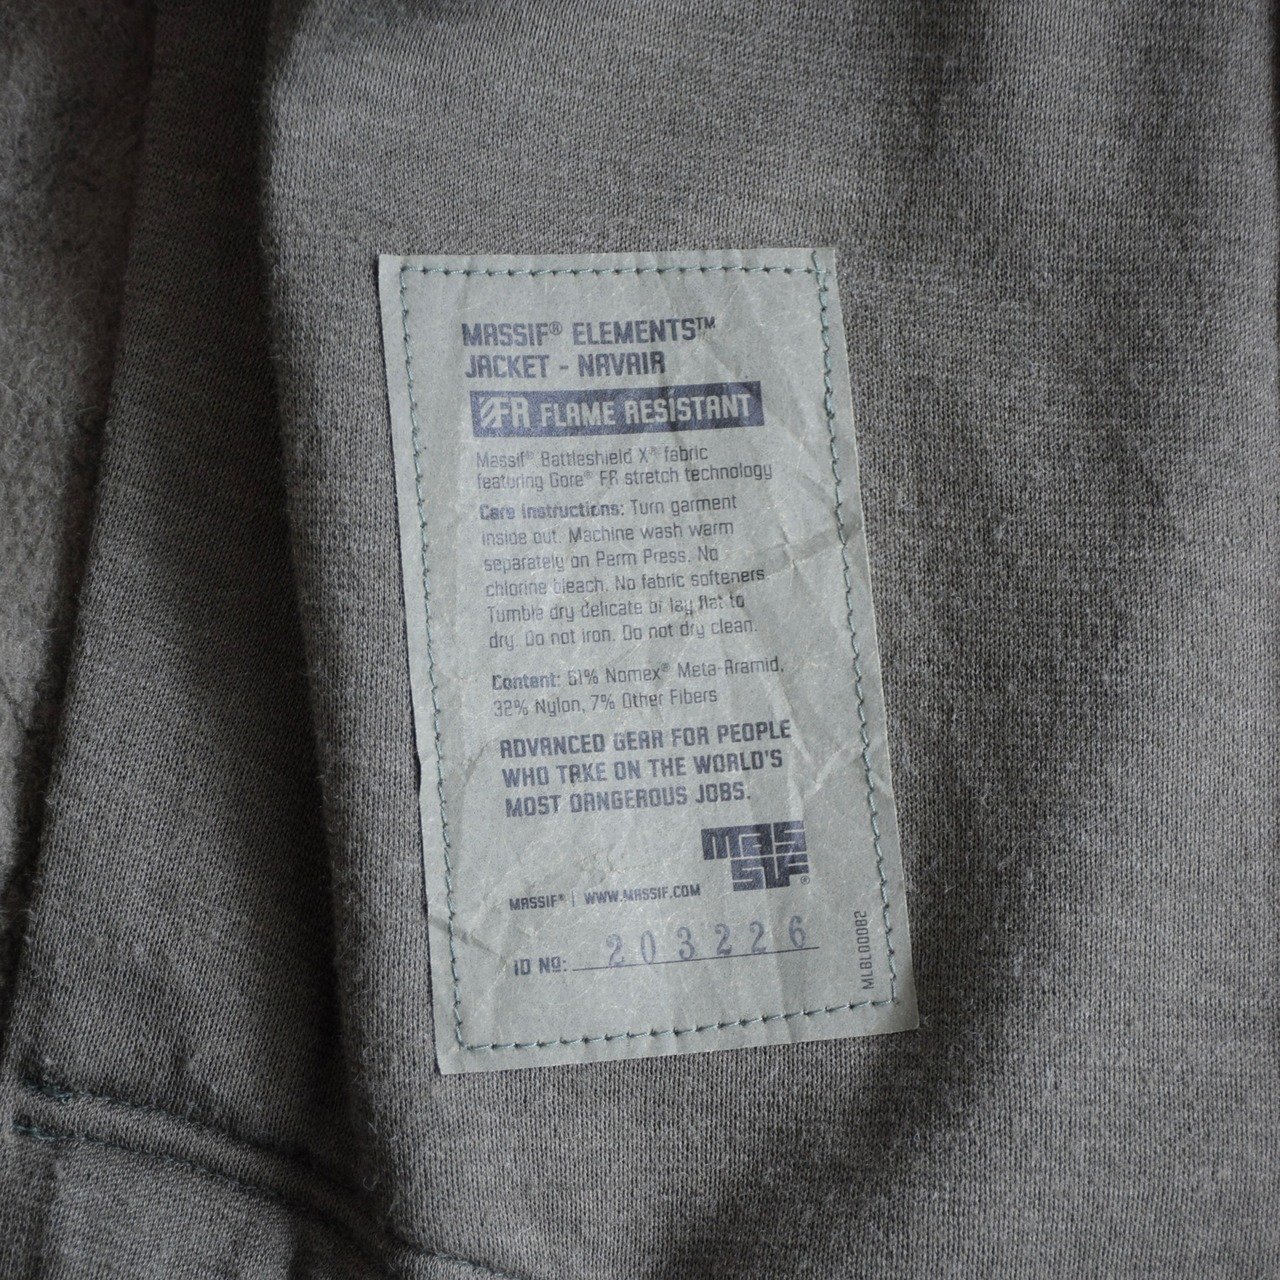 MASSIF® ELEMENTS™
JACKET - NAVAIR
FR FLAME RESISTANT
Massif® Battleshield X® fabric
featuring Gore® FR stretch technology
Care Instructions: Turn garment
inside out. Machine wash warm
separately on Perm Press. No
chlorine bleach. No fabric softeners.
Tumble dry delicate or lay flat to
dry. Do not iron. Do not dry clean.
Content: 61% Nomex® Meta-Aramid,
32% Nylon, 7% Other Fibers
ADVANCED GEAR FOR PEOPLE
WHO TAKE ON THE WORLD'S
MOST DANGEROUS JOBS.
MASSIF®
MASSIF® | WWW.MASSIF.COM
ID No: 203226
MLBL00082